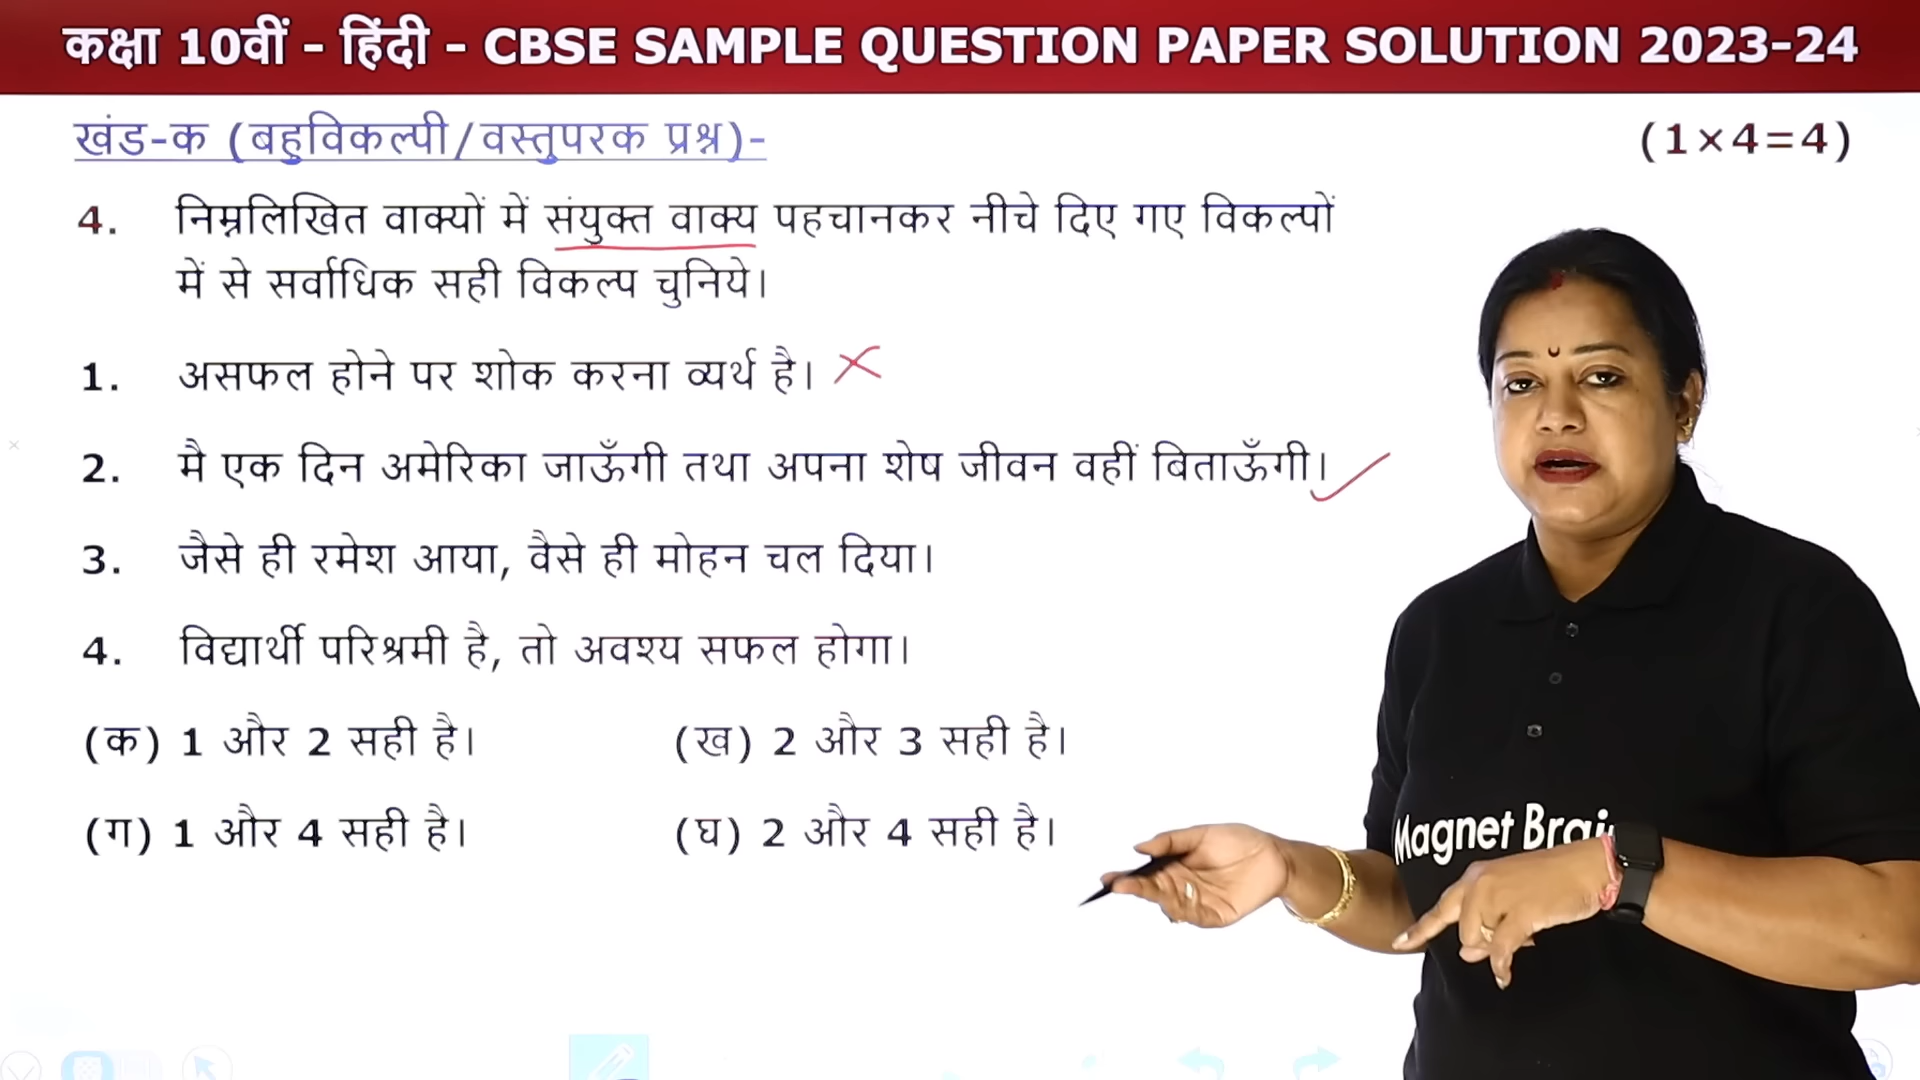 कक्षा 10वीं - हिंदी - CBSE SAMPLE QUESTION PAPER SOLUTION 2023-24
खंड-क (बहुविकल्पी/वस्तुपरक प्रश्न)- (1×4=4)
4. निम्नलिखित वाक्यों में संयुक्त वाक्य पहचानकर नीचे दिए गए विकल्पों
में से सर्वाधिक सही विकल्प चुनिये।
1. असफल होने पर शोक करना व्यर्थ है।
2. मै एक दिन अमेरिका जाऊँगी तथा अपना शेष जीवन वहीं बिताऊँगी।
3. जैसे ही रमेश आया, वैसे ही मोहन चल दिया।
4. विद्यार्थी परिश्रमी है, तो अवश्य सफल होगा।
(क) 1 और 2 सही है। (ख) 2 और 3 सही है।
(ग) 1 और 4 सही है। (घ) 2 और 4 सही है।
Magnet Brai